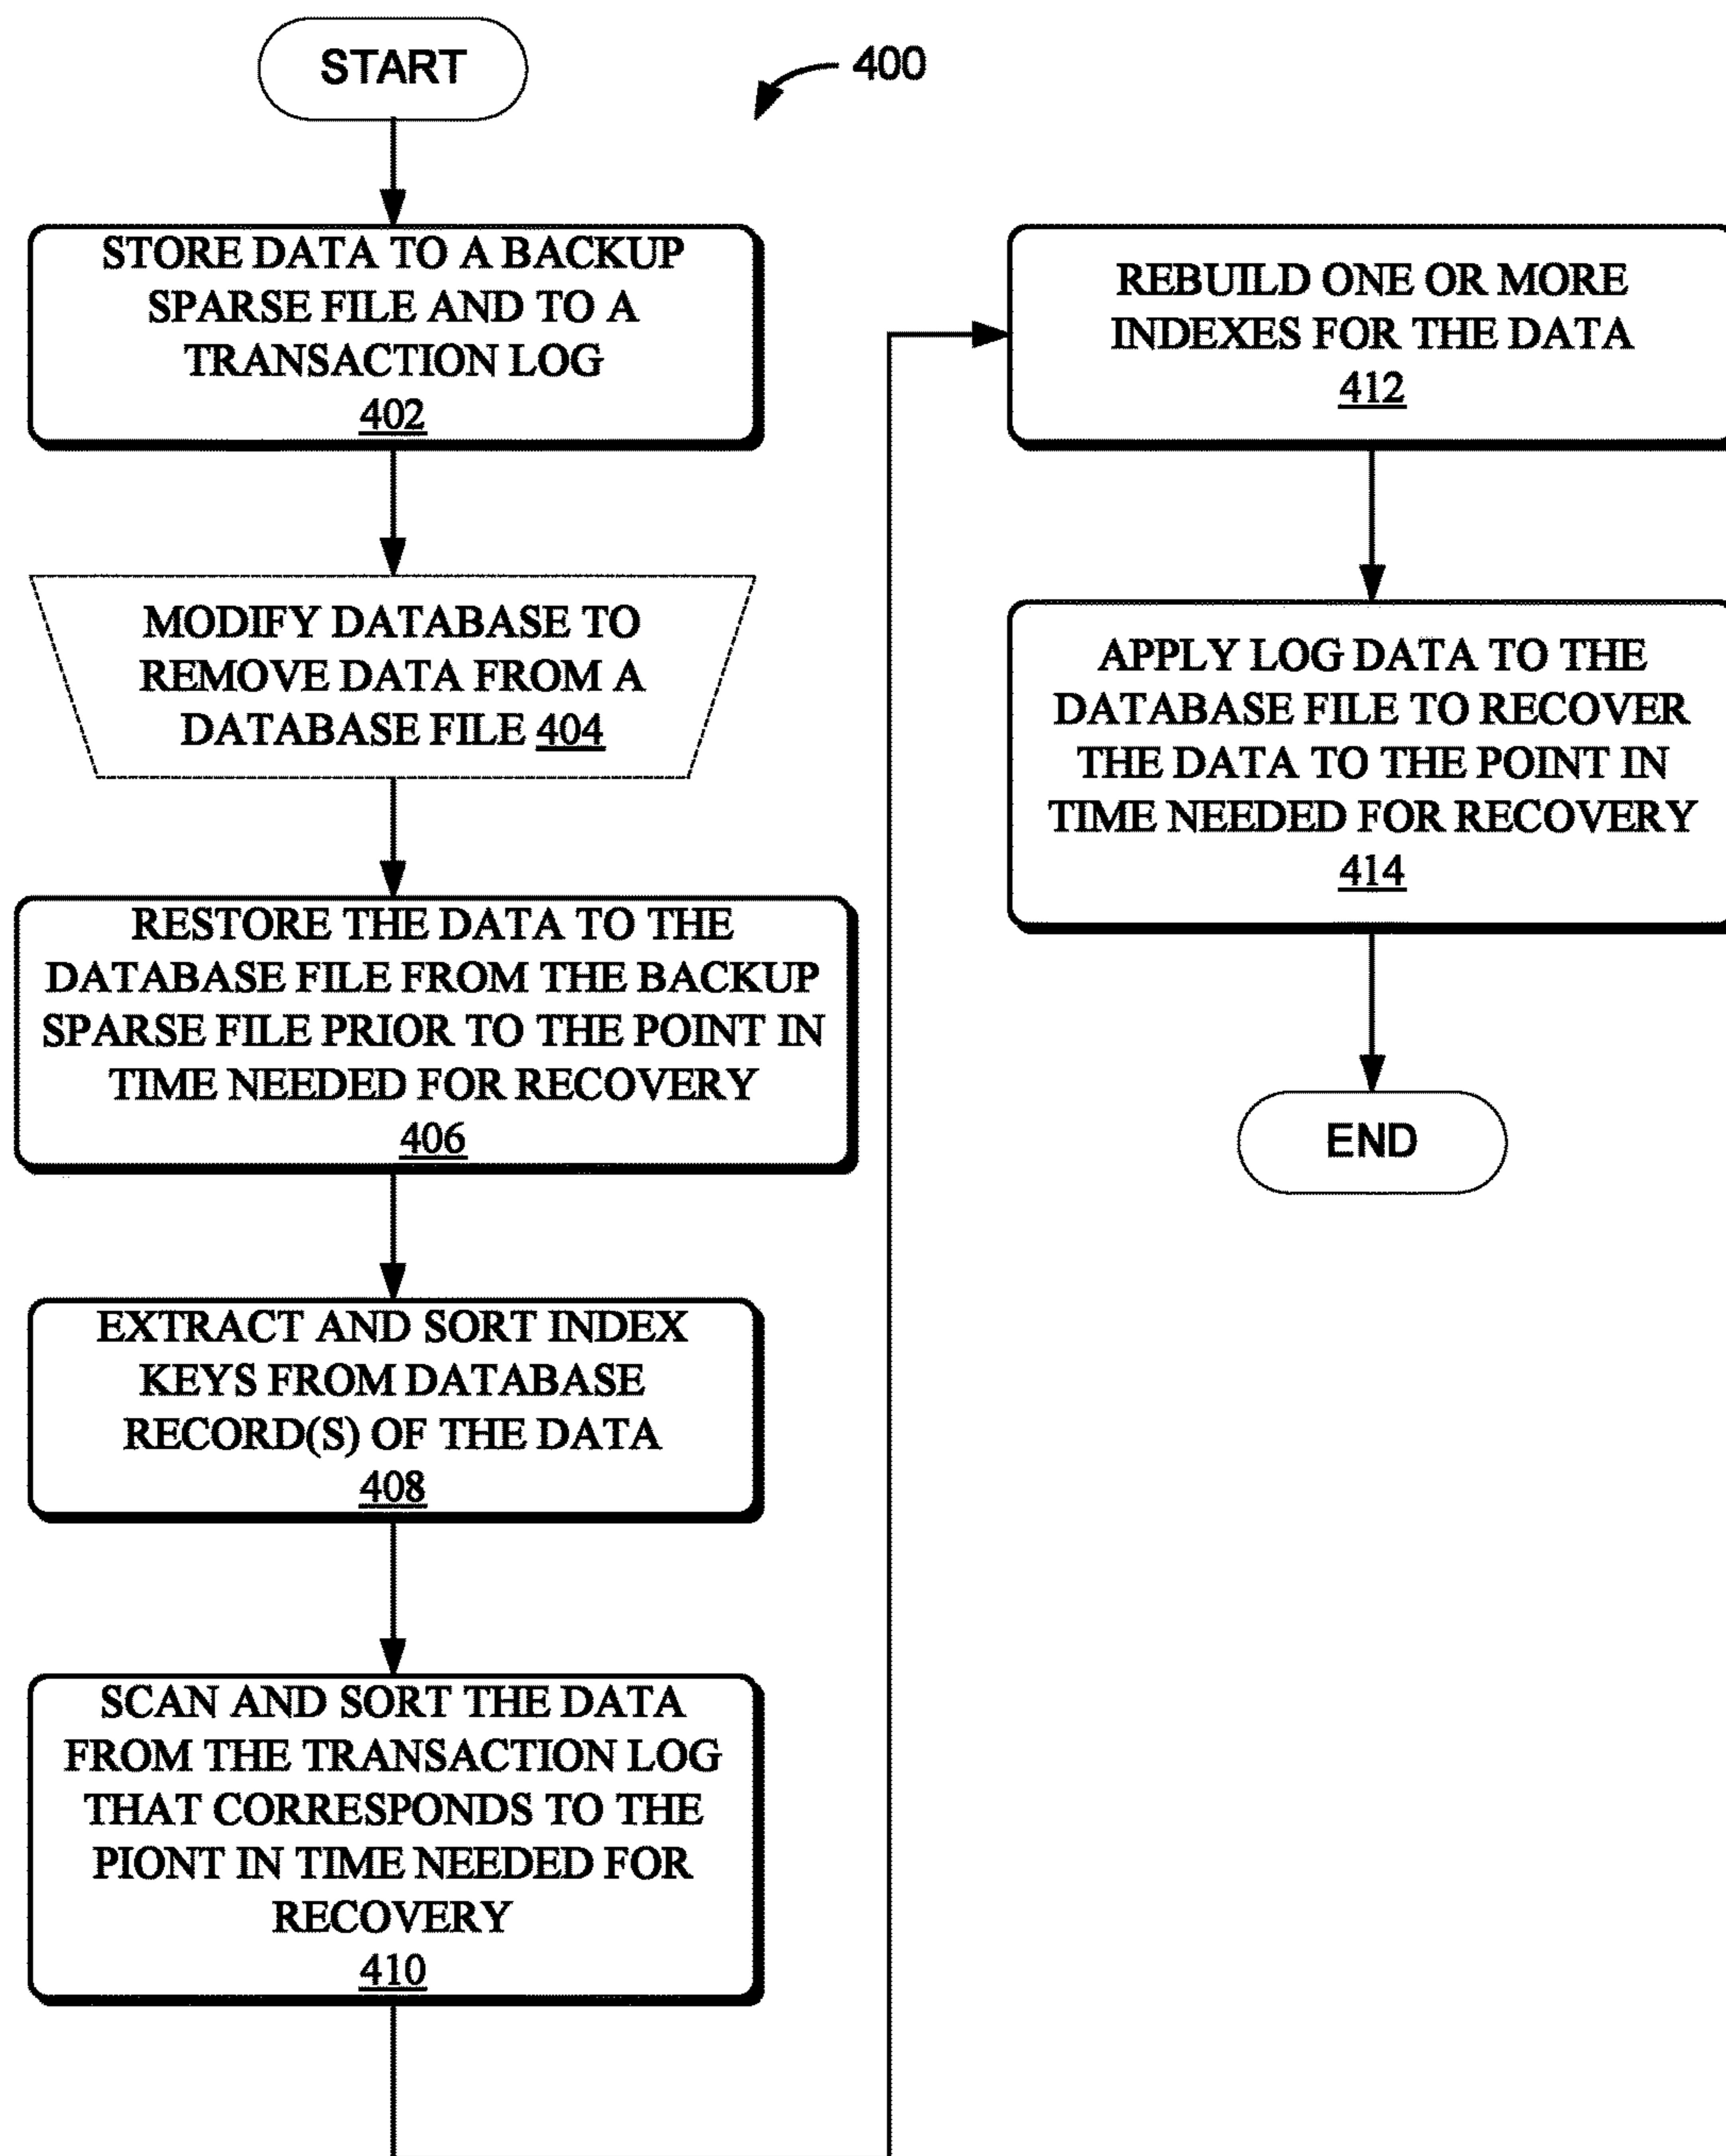 START
400
STORE DATA TO A BACKUP
SPARSE FILE AND TO A
TRANSACTION LOG
402
MODIFY DATABASE TO
REMOVE DATA FROM A
DATABASE FILE 404
RESTORE THE DATA TO THE
DATABASE FILE FROM THE BACKUP
SPARSE FILE PRIOR TO THE POINT IN
TIME NEEDED FOR RECOVERY
406
EXTRACT AND SORT INDEX
KEYS FROM DATABASE
RECORD(S) OF THE DATA
408
SCAN AND SORT THE DATA
FROM THE TRANSACTION LOG
THAT CORRESPONDS TO THE
PIONT IN TIME NEEDED FOR
RECOVERY
410
REBUILD ONE OR MORE
INDEXES FOR THE DATA
412
APPLY LOG DATA TO THE
DATABASE FILE TO RECOVER
THE DATA TO THE POINT IN
TIME NEEDED FOR RECOVERY
414
END